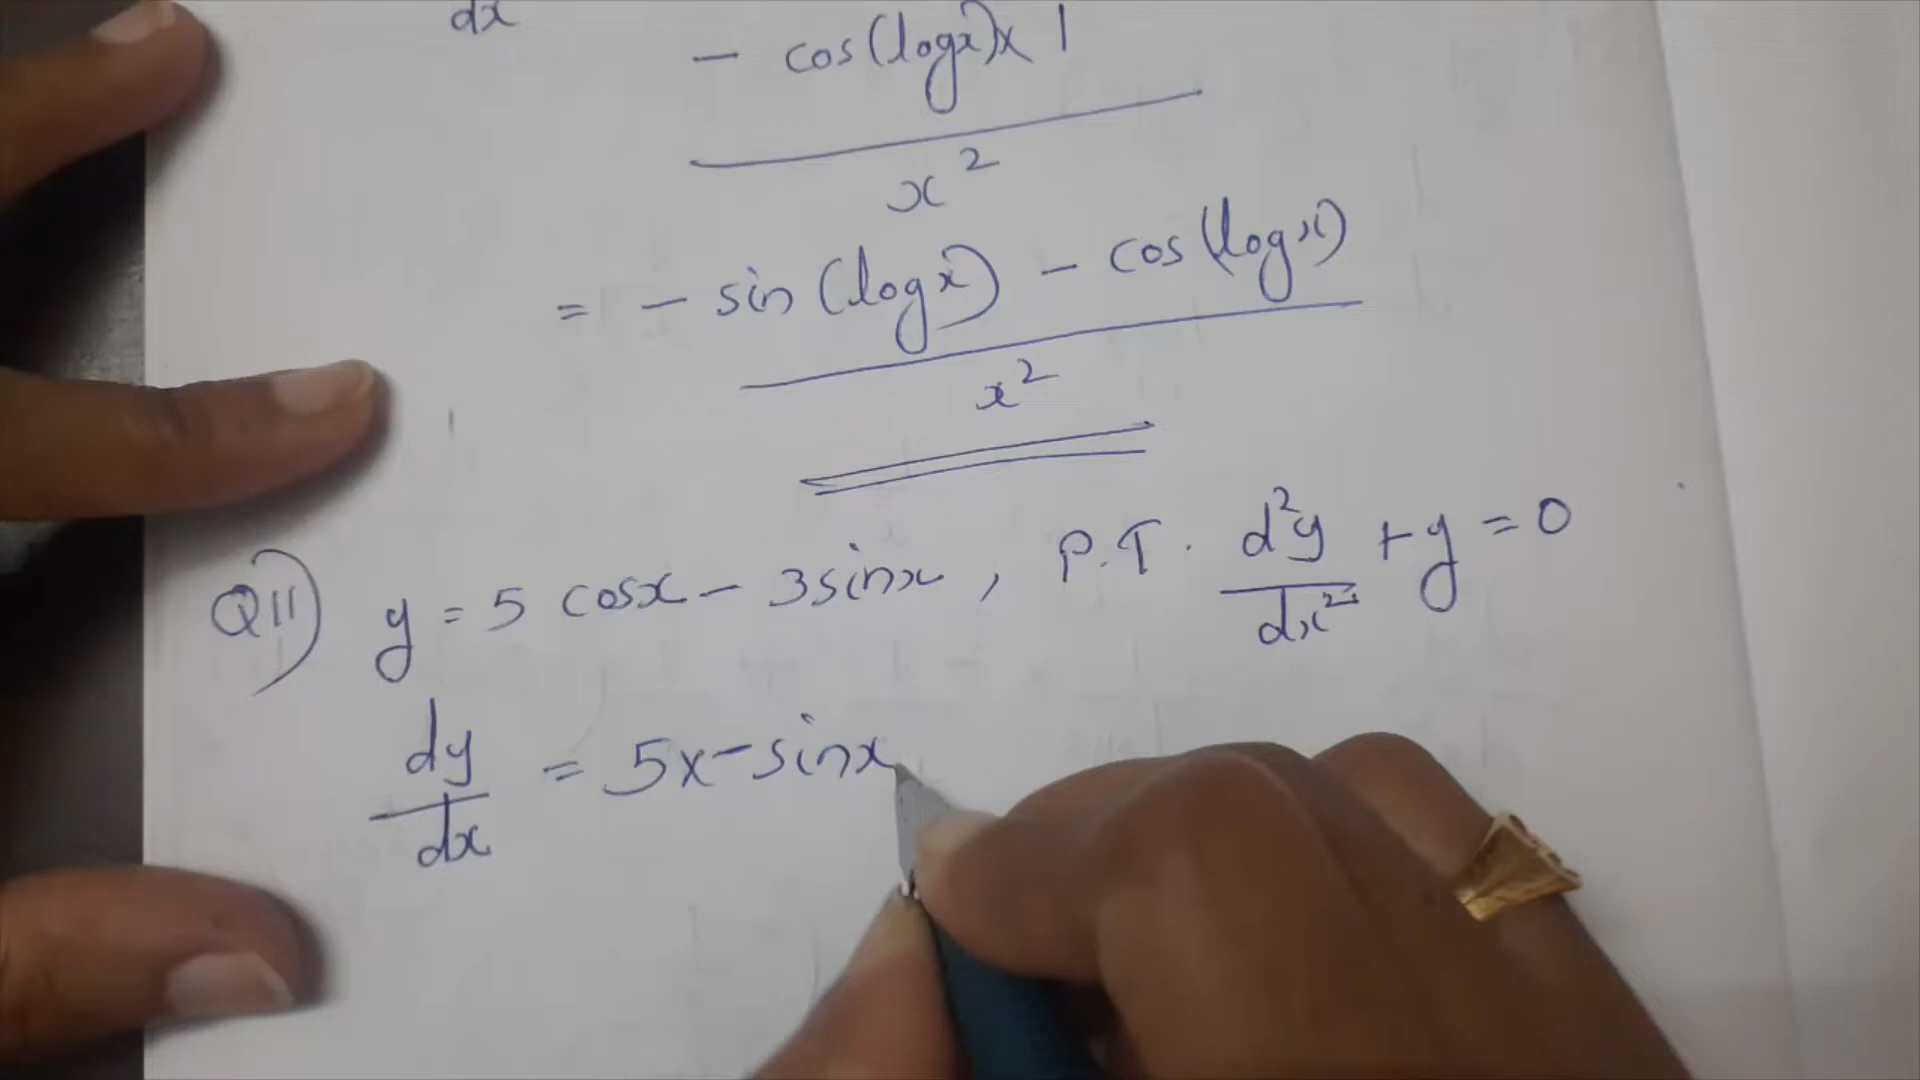 dx
- cos(logx)x 1
x²
= - sin (logx) - cos(logx)
x²
Q11) y = 5 cosx - 3sinx , P.T. d²y/dx² + y = 0
dy/dx = 5x-sinx